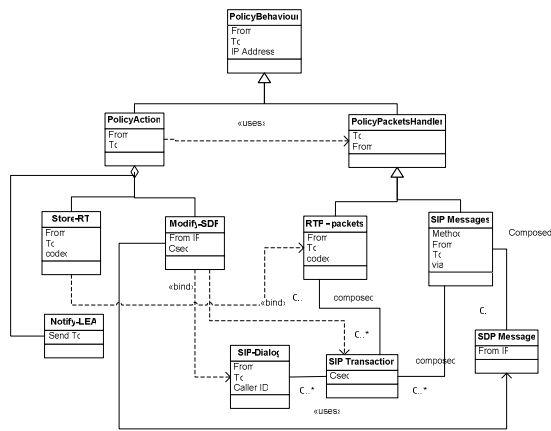 PolicyBehaviour
From
To
IP Address
PolicyAction
From
To
«uses»
PolicyPacketsHandler
To
From
Store-RT
From
To
codec
Modify-SDP
From IP
Cseq
RTP-packets
From
To
codec
SIP Messages
Method
From
To
via
Composed
«bind»
«bind»
C..
composed
C.
Notify-LEA
Send To
C..*
SDP Message
From IP
SIP-Dialog
From
To
Caller ID
SIP Transaction
Cseq
composed
C..*
C..*
«uses»